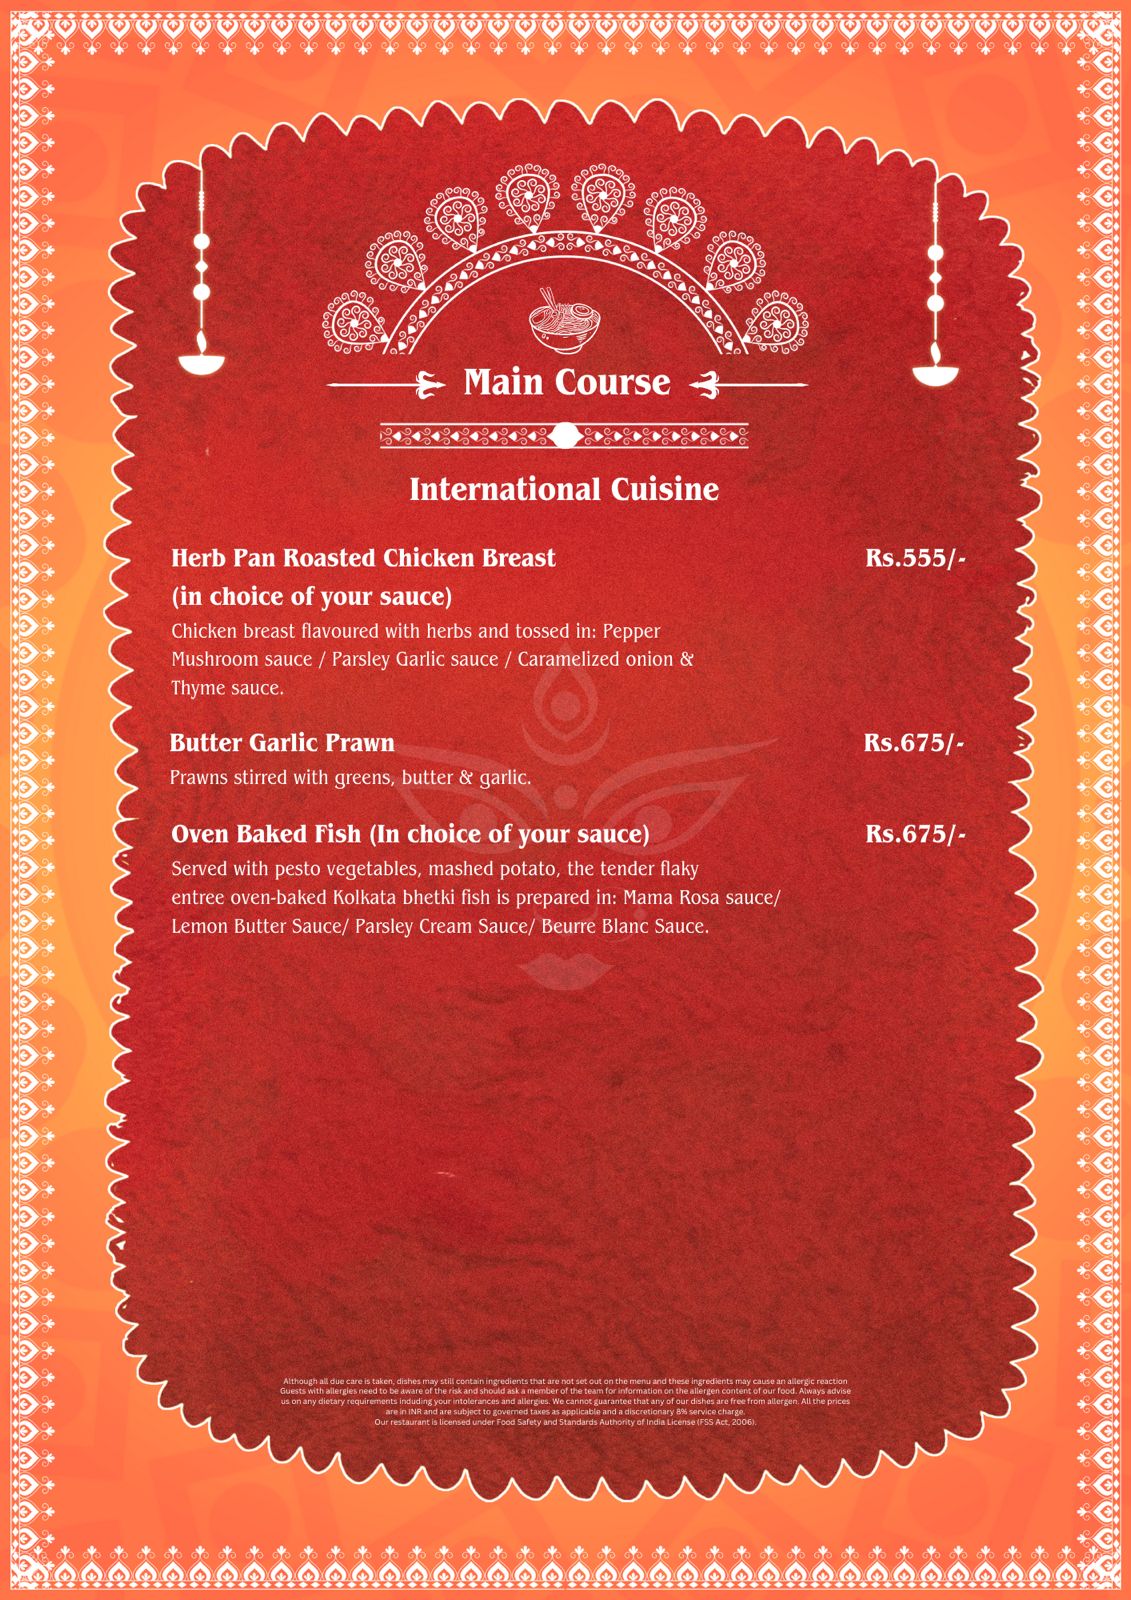 Main Course
International Cuisine
Herb Pan Roasted Chicken Breast Rs.555/-
(in choice of your sauce)
Chicken breast flavoured with herbs and tossed in: Pepper
Mushroom sauce / Parsley Garlic sauce / Caramelized onion &
Thyme sauce.
Butter Garlic Prawn Rs.675/-
Prawns stirred with greens, butter & garlic.
Oven Baked Fish (In choice of your sauce) Rs.675/-
Served with pesto vegetables, mashed potato, the tender flaky
entree oven-baked Kolkata bhetki fish is prepared in: Mama Rosa sauce/
Lemon Butter Sauce/ Parsley Cream Sauce/ Beurre Blanc Sauce.
Although all due care is taken, dishes may still contain ingredients that are not set out on the menu and these ingredients may cause an allergic reaction
Guests with allergies need to be aware of the risk and should ask a member of the team for information on the allergen content of our food. Always advise
us on any dietary requirements including your intolerances and allergies. We cannot guarantee that any of our dishes are free from allergen. All the prices
are in INR and are subject to governed taxes as applicable and a discretionary 8% service charge.
Our restaurant is licensed under Food Safety and Standards Authority of India License (FSS Act, 2006).